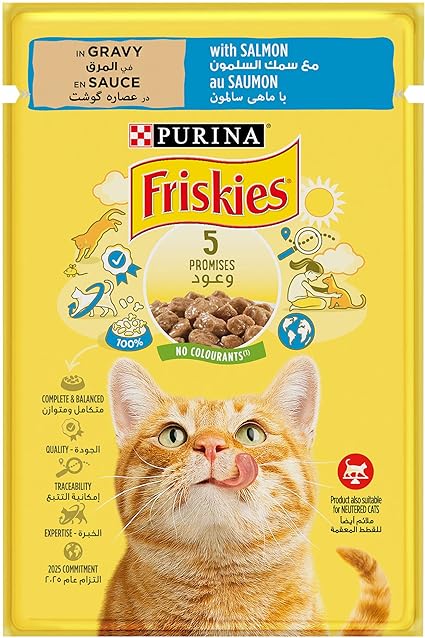 IN GRAVY
في المرق
EN SAUCE
در عصاره گوشت
with SALMON
مع سمك السلمون
au SAUMON
با ماهی سالمون
PURINA
Friskies®
5
PROMISES
وعود
100%
NO COLOURANTS(1)
COMPLETE & BALANCED
متكامل ومتوازن
QUALITY - الجودة
TRACEABILITY
إمكانية التتبع
EXPERTISE - الخبرة
2025 COMMITMENT
التزام عام ٢٠٢٥
Product also suitable
for NEUTERED CATS
ملائم أيضاً
للقطط المعقمة